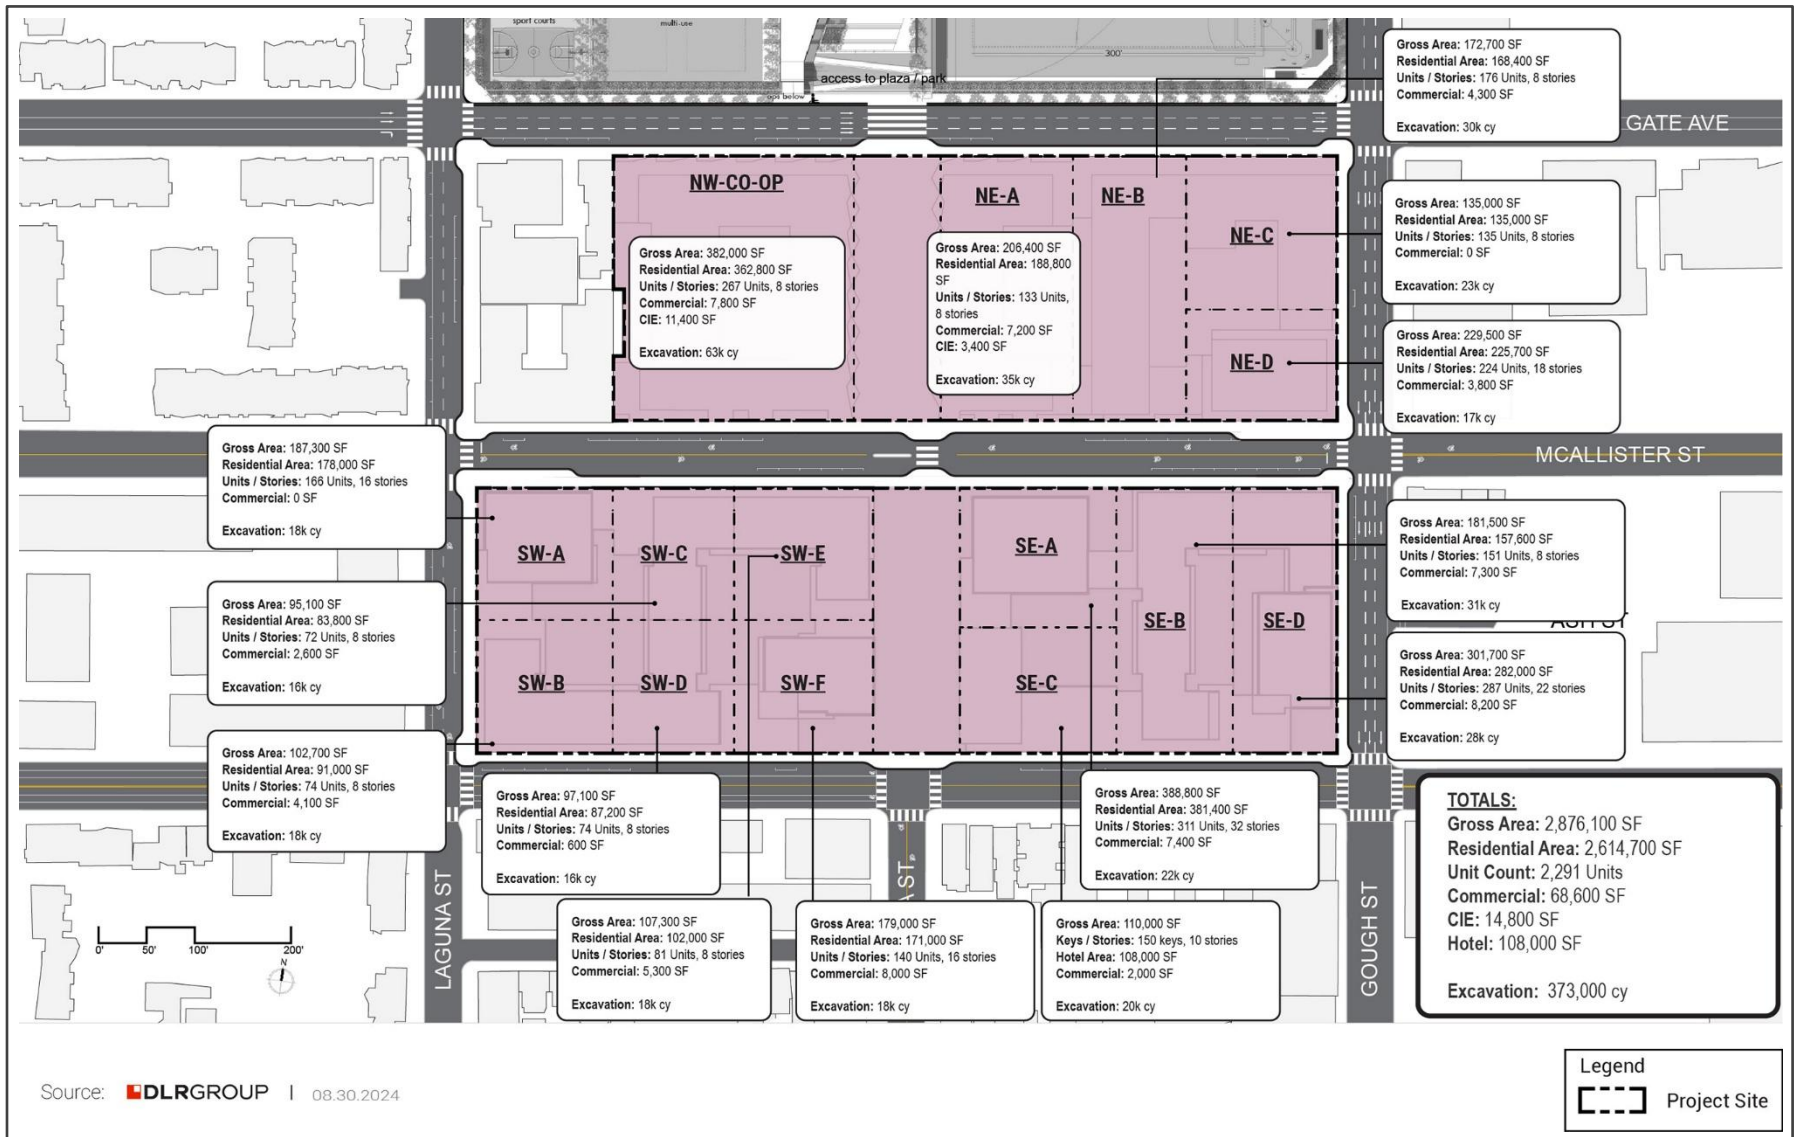 sport courts
multi-use
300'
access to plaza / park
ops below
Gross Area: 172,700 SF
Residential Area: 168,400 SF
Units / Stories: 176 Units, 8 stories
Commercial: 4,300 SF
Excavation: 30k cy
GATE AVE
NW-CO-OP
NE-A
NE-B
NE-C
NE-D
Gross Area: 382,000 SF
Residential Area: 362,800 SF
Units / Stories: 267 Units, 8 stories
Commercial: 7,800 SF
CIE: 11,400 SF
Excavation: 63k cy
Gross Area: 206,400 SF
Residential Area: 188,800
SF
Units / Stories: 133 Units,
8 stories
Commercial: 7,200 SF
CIE: 3,400 SF
Excavation: 35k cy
Gross Area: 135,000 SF
Residential Area: 135,000 SF
Units / Stories: 135 Units, 8 stories
Commercial: 0 SF
Excavation: 23k cy
Gross Area: 229,500 SF
Residential Area: 225,700 SF
Units / Stories: 224 Units, 18 stories
Commercial: 3,800 SF
Excavation: 17k cy
MCALLISTER ST
Gross Area: 187,300 SF
Residential Area: 178,000 SF
Units / Stories: 166 Units, 16 stories
Commercial: 0 SF
Excavation: 18k cy
SW-A
SW-C
SW-E
SE-A
SE-B
SE-D
SW-B
SW-D
SW-F
SE-C
Gross Area: 181,500 SF
Residential Area: 157,600 SF
Units / Stories: 151 Units, 8 stories
Commercial: 7,300 SF
Excavation: 31k cy
ASH ST
Gross Area: 95,100 SF
Residential Area: 83,800 SF
Units / Stories: 72 Units, 8 stories
Commercial: 2,600 SF
Excavation: 16k cy
Gross Area: 301,700 SF
Residential Area: 282,000 SF
Units / Stories: 287 Units, 22 stories
Commercial: 8,200 SF
Excavation: 28k cy
Gross Area: 102,700 SF
Residential Area: 91,000 SF
Units / Stories: 74 Units, 8 stories
Commercial: 4,100 SF
Excavation: 18k cy
Gross Area: 97,100 SF
Residential Area: 87,200 SF
Units / Stories: 74 Units, 8 stories
Commercial: 600 SF
Excavation: 16k cy
Gross Area: 388,800 SF
Residential Area: 381,400 SF
Units / Stories: 311 Units, 32 stories
Commercial: 7,400 SF
Excavation: 22k cy
Gross Area: 107,300 SF
Residential Area: 102,000 SF
Units / Stories: 81 Units, 8 stories
Commercial: 5,300 SF
Excavation: 18k cy
Gross Area: 179,000 SF
Residential Area: 171,000 SF
Units / Stories: 140 Units, 16 stories
Commercial: 8,000 SF
Excavation: 18k cy
Gross Area: 110,000 SF
Keys / Stories: 150 keys, 10 stories
Hotel Area: 108,000 SF
Commercial: 2,000 SF
Excavation: 20k cy
LAGUNA ST
A ST
GOUGH ST
TOTALS:
Gross Area: 2,876,100 SF
Residential Area: 2,614,700 SF
Unit Count: 2,291 Units
Commercial: 68,600 SF
CIE: 14,800 SF
Hotel: 108,000 SF
Excavation: 373,000 cy
0' 50' 100' 200'
N
Source: DLRGROUP | 08.30.2024
Legend
Project Site